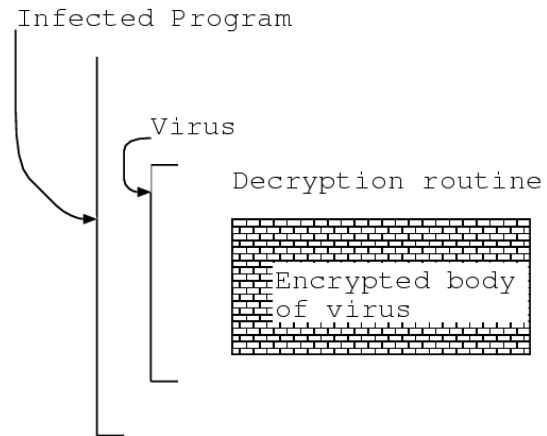 Infected Program
Virus
Decryption routine
Encrypted body
of virus